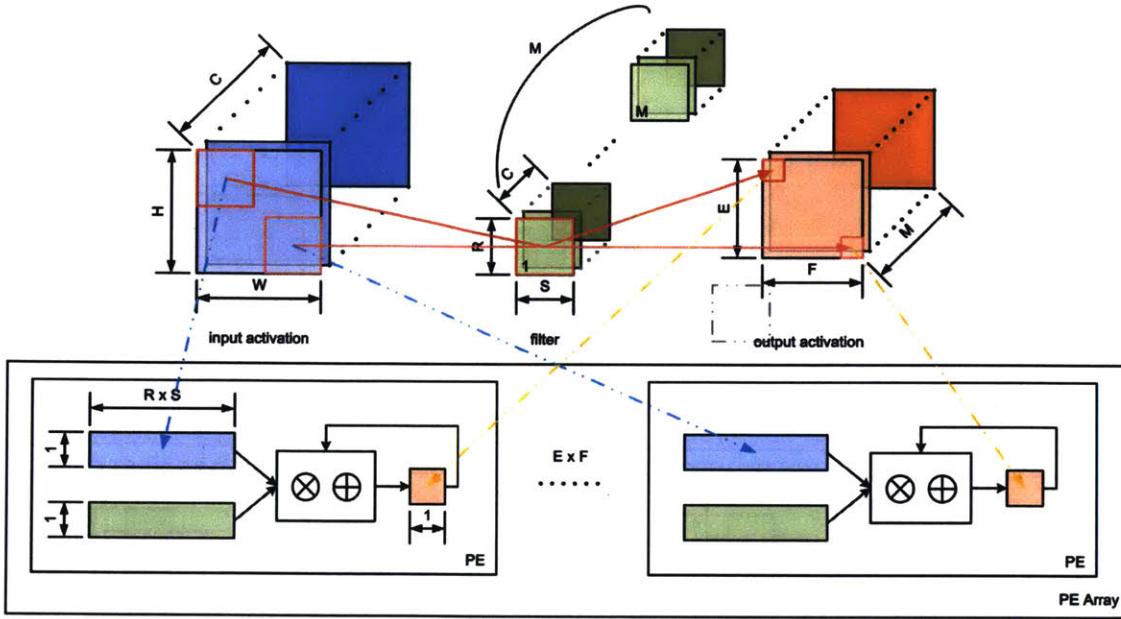 M
C
M
C
H
R
1
E
M
W
S
F
input activation
filter
output activation
R x S
1
1
1
E x F
PE
PE
PE Array